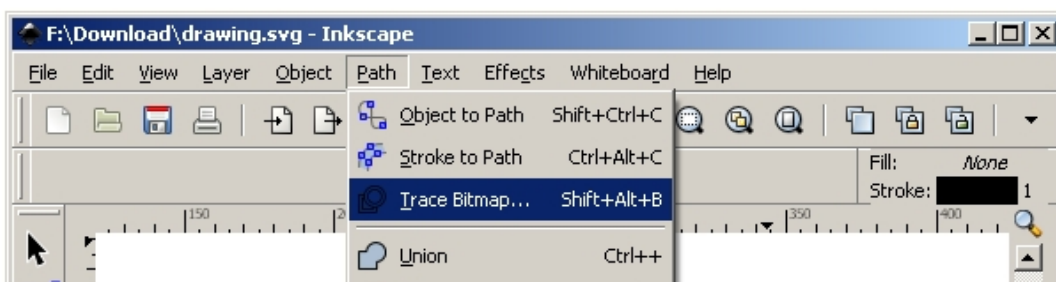 F:\Download\drawing.svg - Inkscape
File Edit View Layer Object Path Text Effects Whiteboard Help
Object to Path Shift+Ctrl+C
Stroke to Path Ctrl+Alt+C
Fill: None
Trace Bitmap... Shift+Alt+B
Stroke: 1
150 350 400
Union Ctrl++